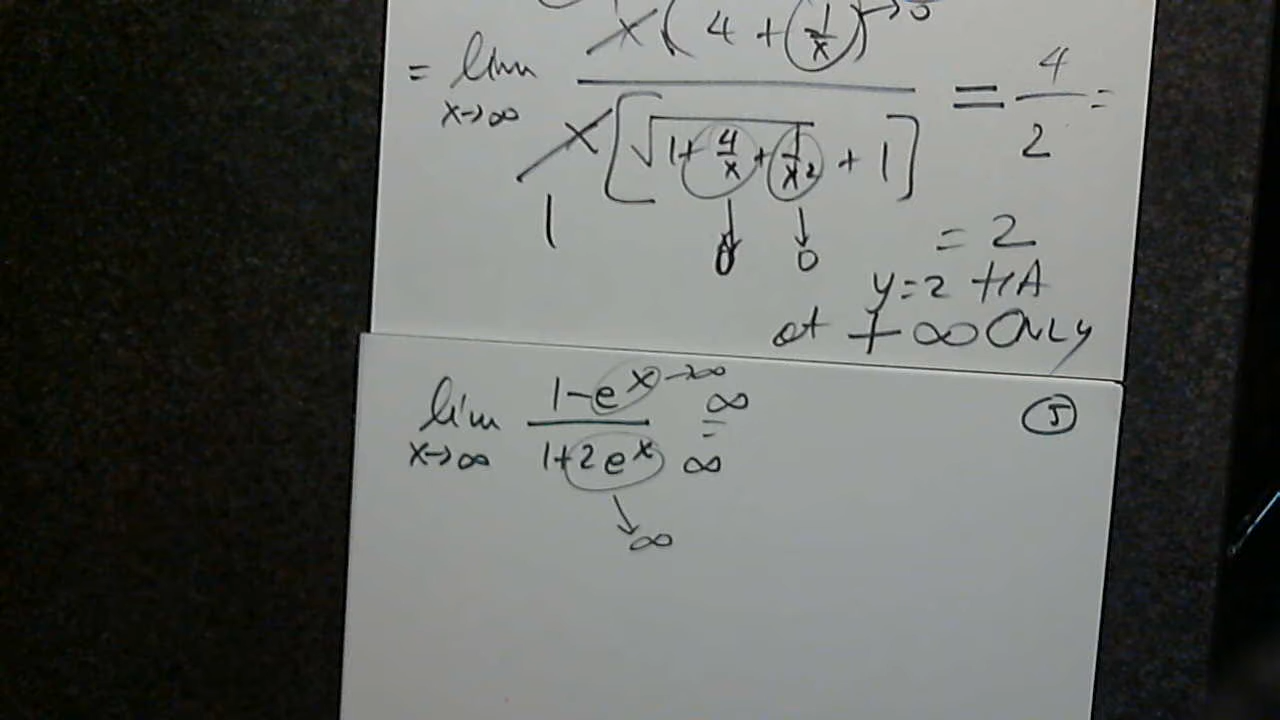 = lim x→∞ x(4 + (1/x))→0 / x[√(1 + 4/x + 1/x²) + 1] = 4/2 =
1 0 0
= 2
y=2 HA
at +∞ ONLY
lim x→∞ (1-e^x→∞)/(1+2e^x) = ∞/∞
→∞
5